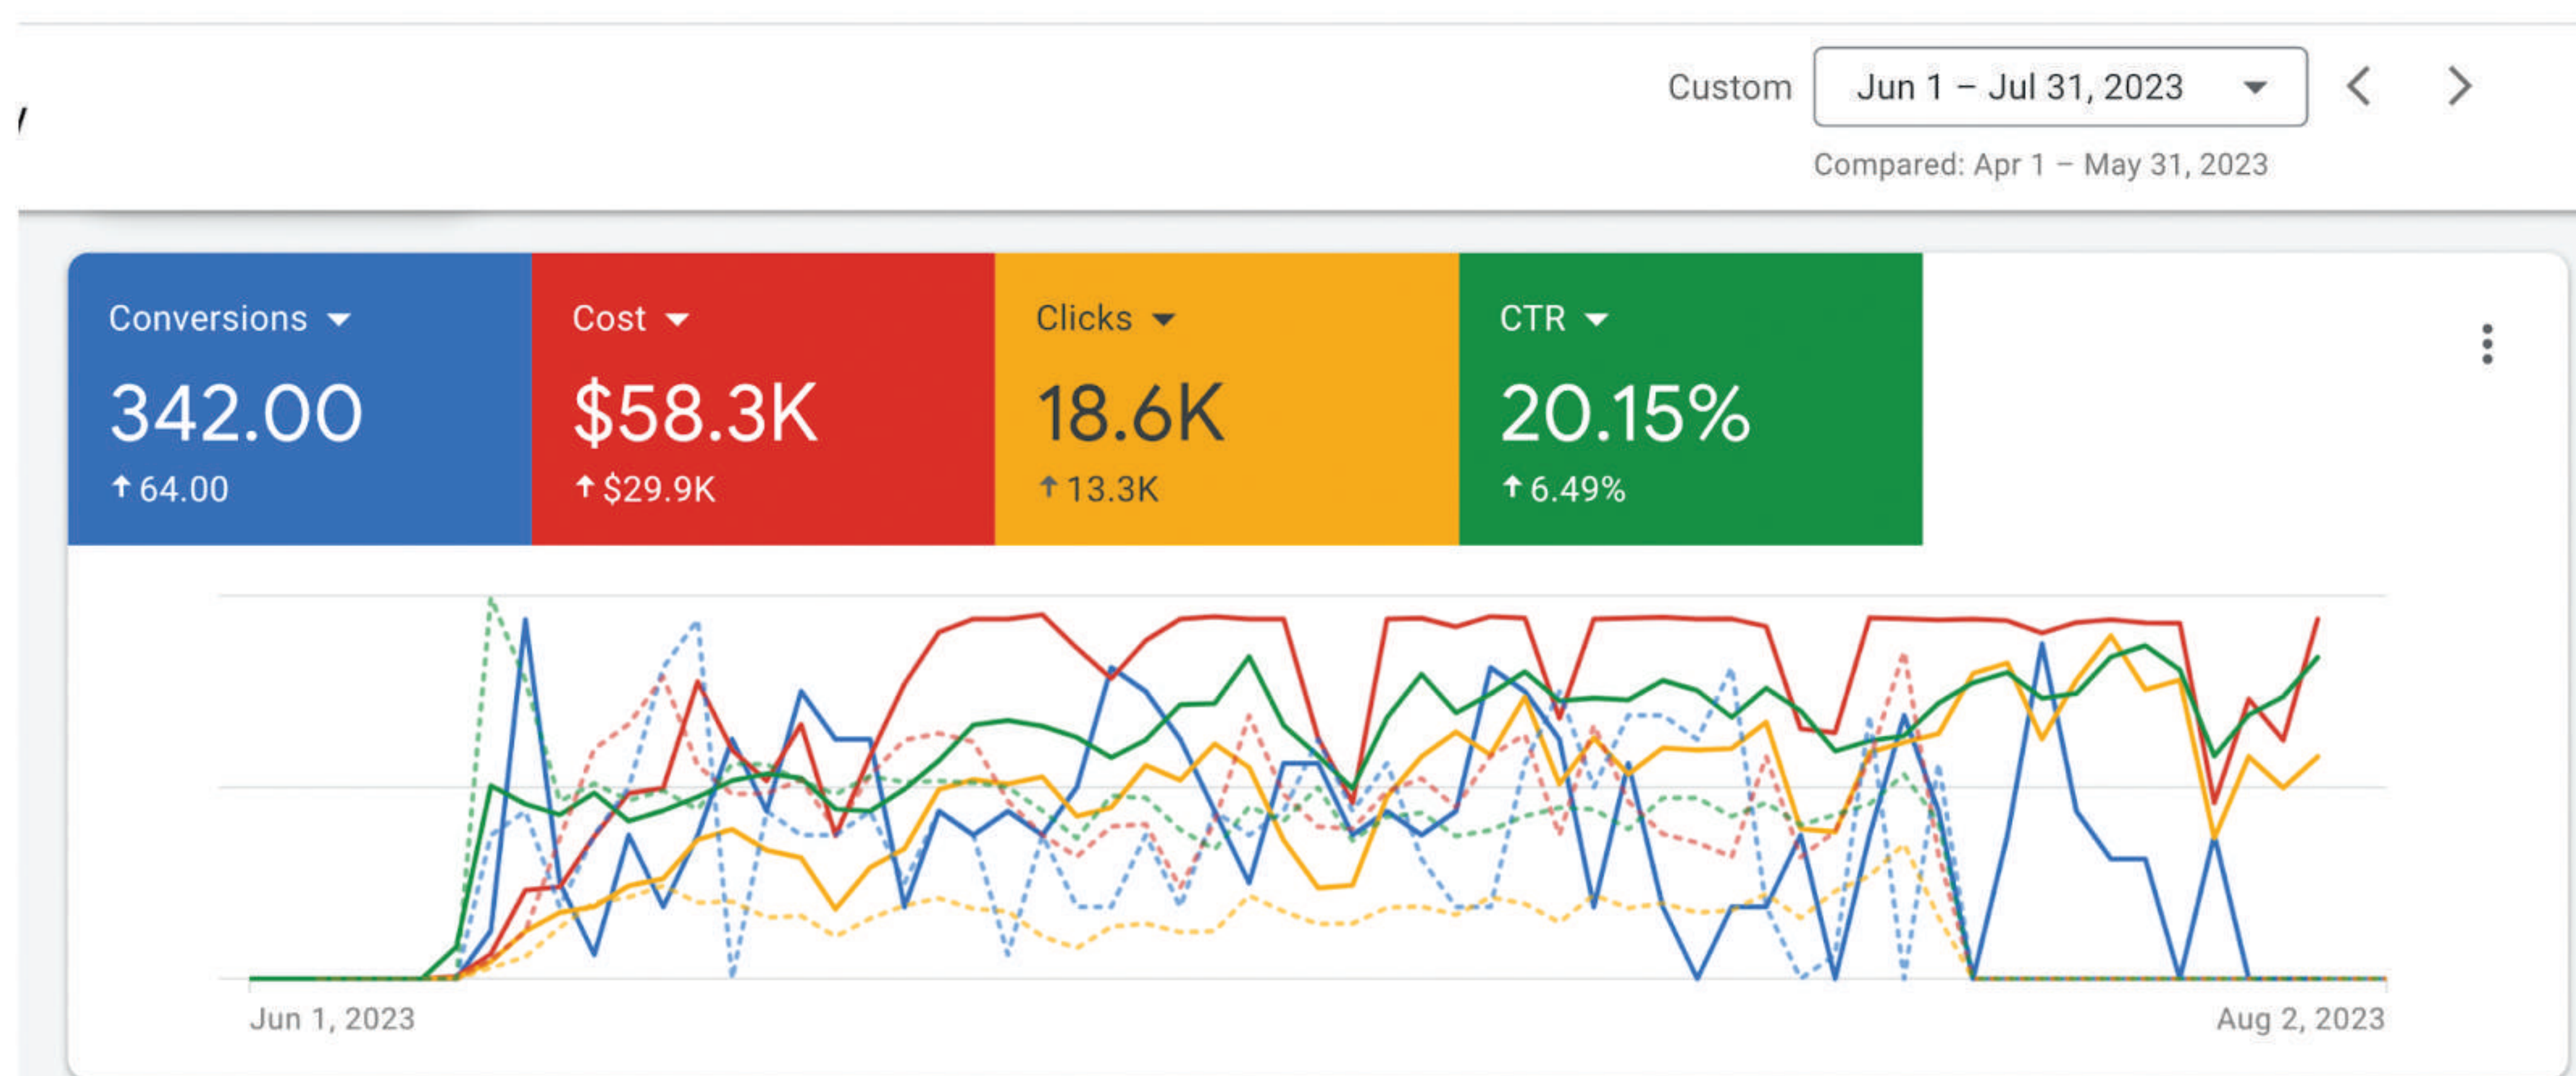 Custom Jun 1 – Jul 31, 2023
Compared: Apr 1 – May 31, 2023
Conversions Cost Clicks CTR
342.00 $58.3K 18.6K 20.15%
↑ 64.00 ↑ $29.9K ↑ 13.3K ↑ 6.49%
Jun 1, 2023 Aug 2, 2023